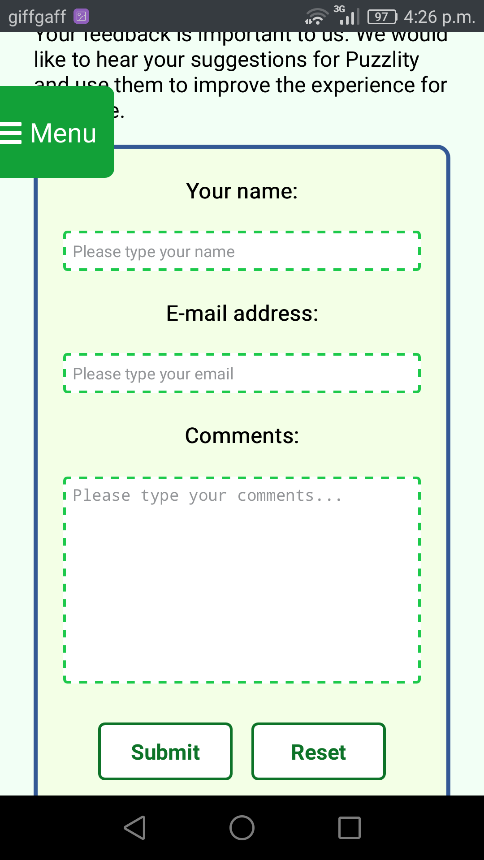 giffgaff 3G 97 4:26 p.m.
Your feedback is important to us. We would
like to hear your suggestions for Puzzlity
and use them to improve the experience for
e.
Menu
Your name:
Please type your name
E-mail address:
Please type your email
Comments:
Please type your comments...
Submit Reset